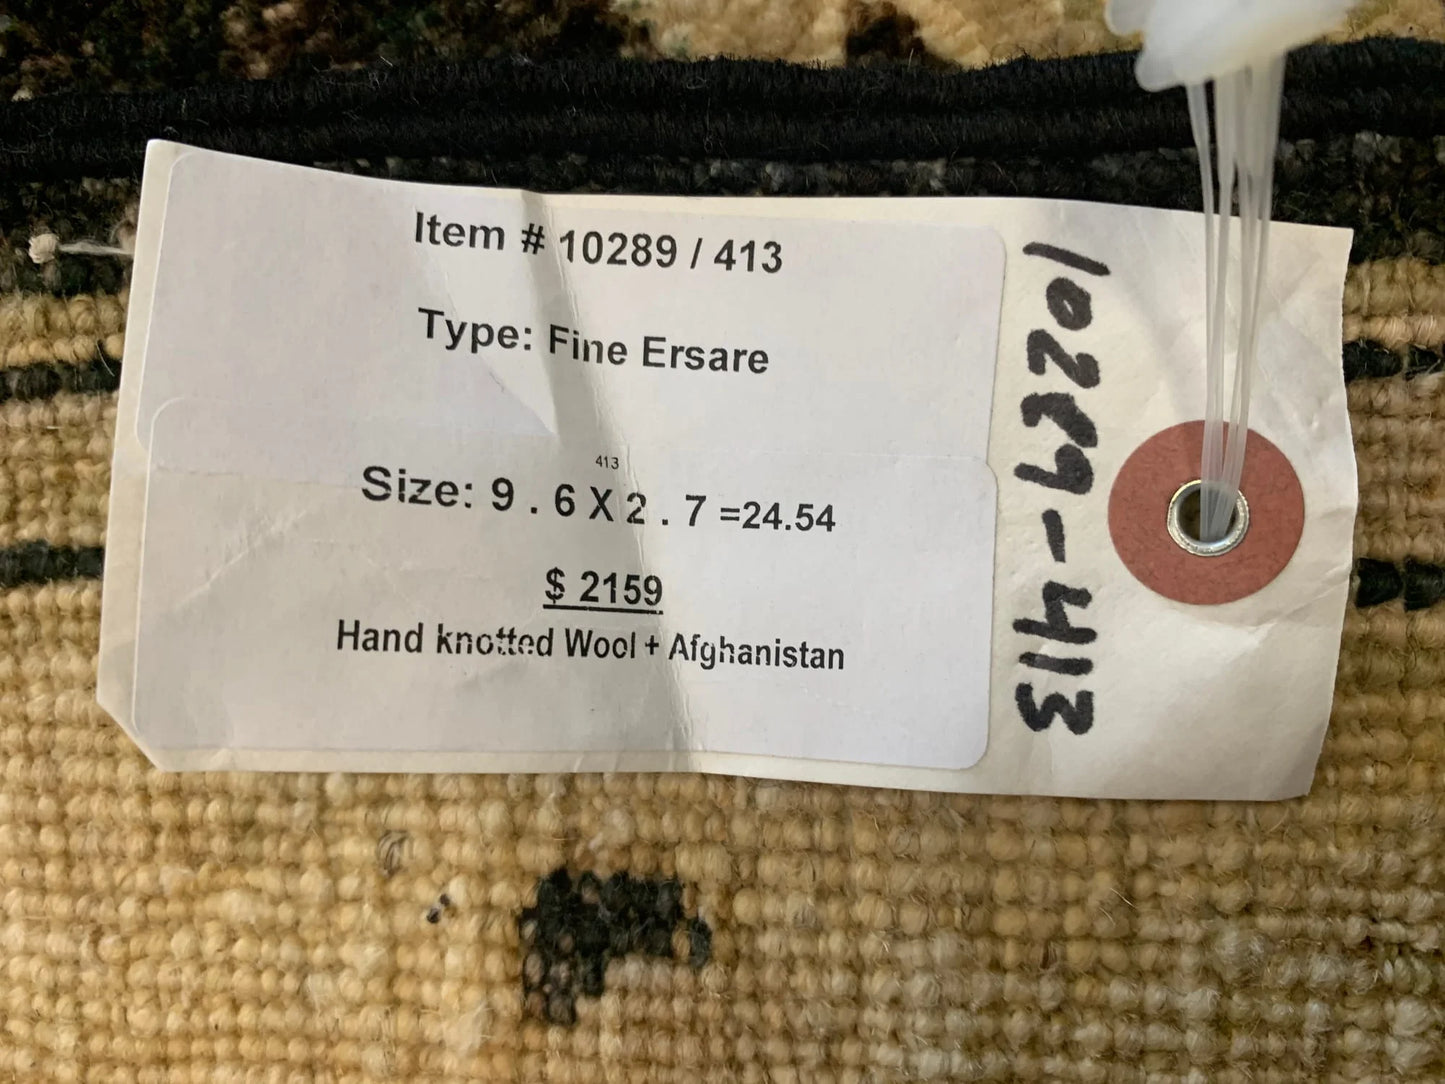 Item # 10289 / 413
Type: Fine Ersare
413
Size: 9 . 6 X 2 . 7 =24.54
$ 2159
Hand knotted Wool + Afghanistan
10289-413